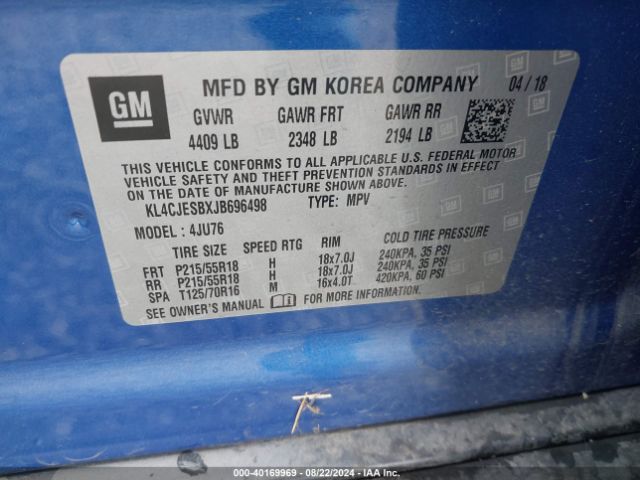 GM
MFD BY GM KOREA COMPANY 04 / 18
GVWR GAWR FRT GAWR RR
4409 LB 2348 LB 2194 LB
THIS VEHICLE CONFORMS TO ALL APPLICABLE U.S. FEDERAL MOTOR
VEHICLE SAFETY AND THEFT PREVENTION STANDARDS IN EFFECT
ON THE DATE OF MANUFACTURE SHOWN ABOVE.
KL4CJESBXJB696498 TYPE: MPV
MODEL : 4JU76
TIRE SIZE SPEED RTG RIM COLD TIRE PRESSURE
FRT P215/55R18 H 18x7.0J 240KPA, 35 PSI
RR P215/55R18 H 18x7.0J 240KPA, 35 PSI
SPA T125/70R16 M 16x4.0T 420KPA, 60 PSI
SEE OWNER'S MANUAL FOR MORE INFORMATION.
000-40169969 - 08/22/2024 - IAA Inc.